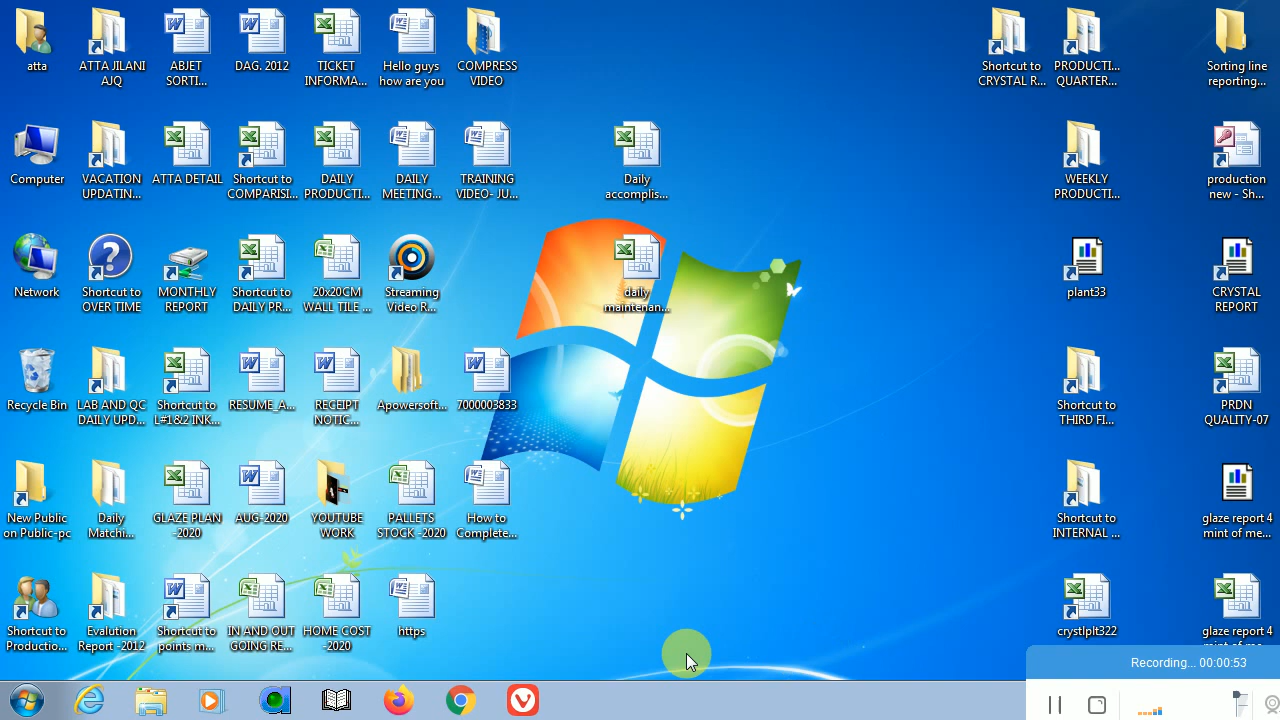 atta
ATTA JILANI
AJQ
ABJET
SORTI...
DAG. 2012
TICKET
INFORMA...
Hello guys
how are you
COMPRESS
VIDEO
Shortcut to
CRYSTAL R...
PRODUCTI...
QUARTER...
Sorting line
reporting...
Computer
VACATION
UPDATIN...
ATTA DETAIL
Shortcut to
COMPARISI...
DAILY
PRODUCTI...
DAILY
MEETING...
TRAINING
VIDEO- JU...
Daily
accomplis...
WEEKLY
PRODUCTI...
production
new - Sh...
Network
Shortcut to
OVER TIME
MONTHLY
REPORT
Shortcut to
DAILY PR...
20x20CM
WALL TILE ...
Streaming
Video R...
daily
maintenan...
plant33
CRYSTAL
REPORT
Recycle Bin
LAB AND QC
DAILY UPD...
Shortcut to
L#1&2 INK...
RESUME_A...
RECEIPT
NOTIC...
Apowersoft...
7000003833
Shortcut to
THIRD FI...
PRDN
QUALITY-07
New Public
on Public-pc
Daily
Matchi...
GLAZE PLAN
-2020
AUG-2020
YOUTUBE
WORK
PALLETS
STOCK -2020
How to
Complete...
Shortcut to
INTERNAL ...
glaze report 4
mint of me...
Shortcut to
Productio...
Evalution
Report -2012
Shortcut to
points m...
IN AND OUT
GOING RE...
HOME COST
-2020
https
crystlplt322
glaze report 4
Recording... 00:00:53